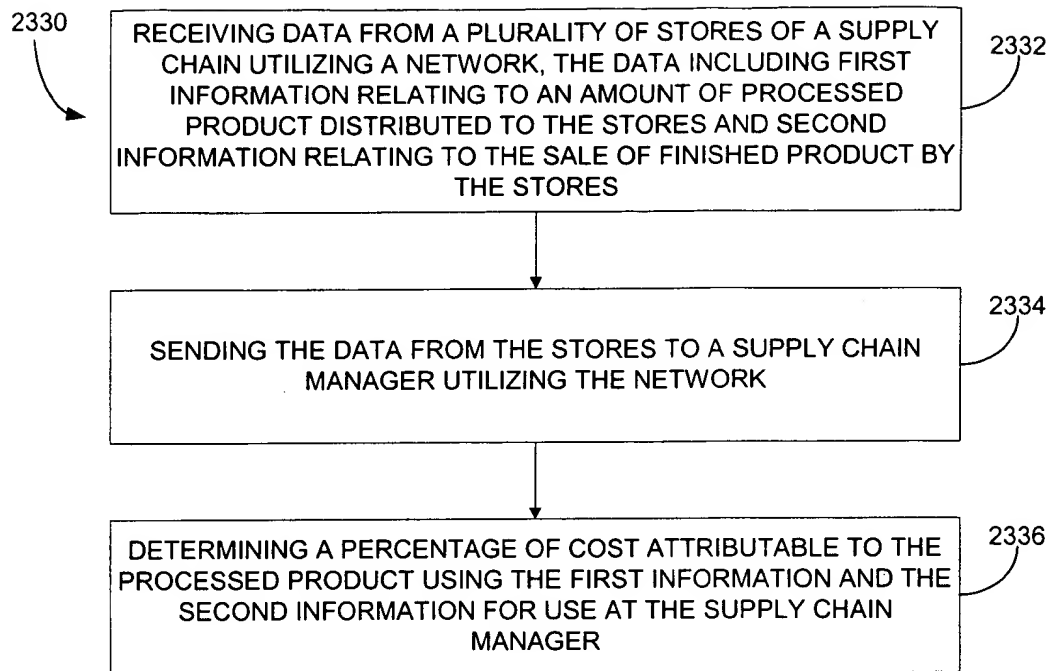 2330
RECEIVING DATA FROM A PLURALITY OF STORES OF A SUPPLY
CHAIN UTILIZING A NETWORK, THE DATA INCLUDING FIRST
INFORMATION RELATING TO AN AMOUNT OF PROCESSED
PRODUCT DISTRIBUTED TO THE STORES AND SECOND
INFORMATION RELATING TO THE SALE OF FINISHED PRODUCT BY
THE STORES
2332
SENDING THE DATA FROM THE STORES TO A SUPPLY CHAIN
MANAGER UTILIZING THE NETWORK
2334
DETERMINING A PERCENTAGE OF COST ATTRIBUTABLE TO THE
PROCESSED PRODUCT USING THE FIRST INFORMATION AND THE
SECOND INFORMATION FOR USE AT THE SUPPLY CHAIN
MANAGER
2336